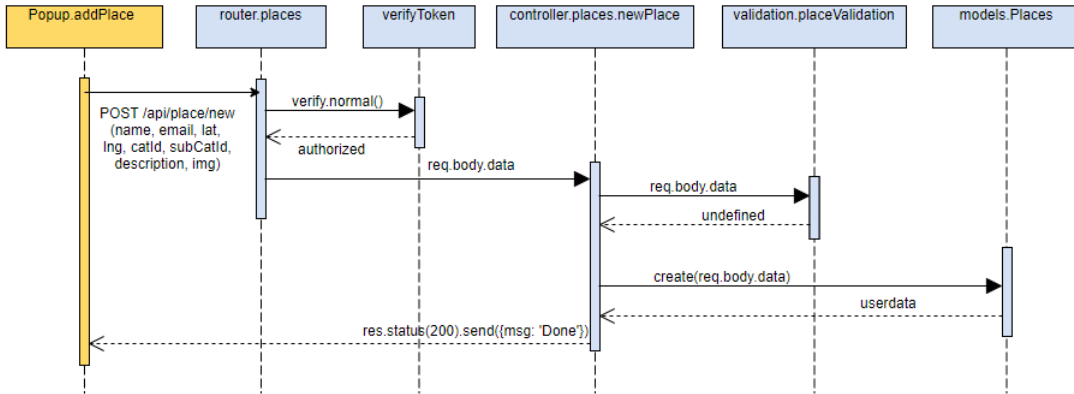 Popup.addPlace
router.places
verifyToken
controller.places.newPlace
validation.placeValidation
models.Places
POST /api/place/new
(name, email, lat,
lng, catId, subCatId,
description, img)
verify.normal()
authorized
req.body.data
req.body.data
undefined
create(req.body.data)
userdata
res.status(200).send({msg: 'Done'})